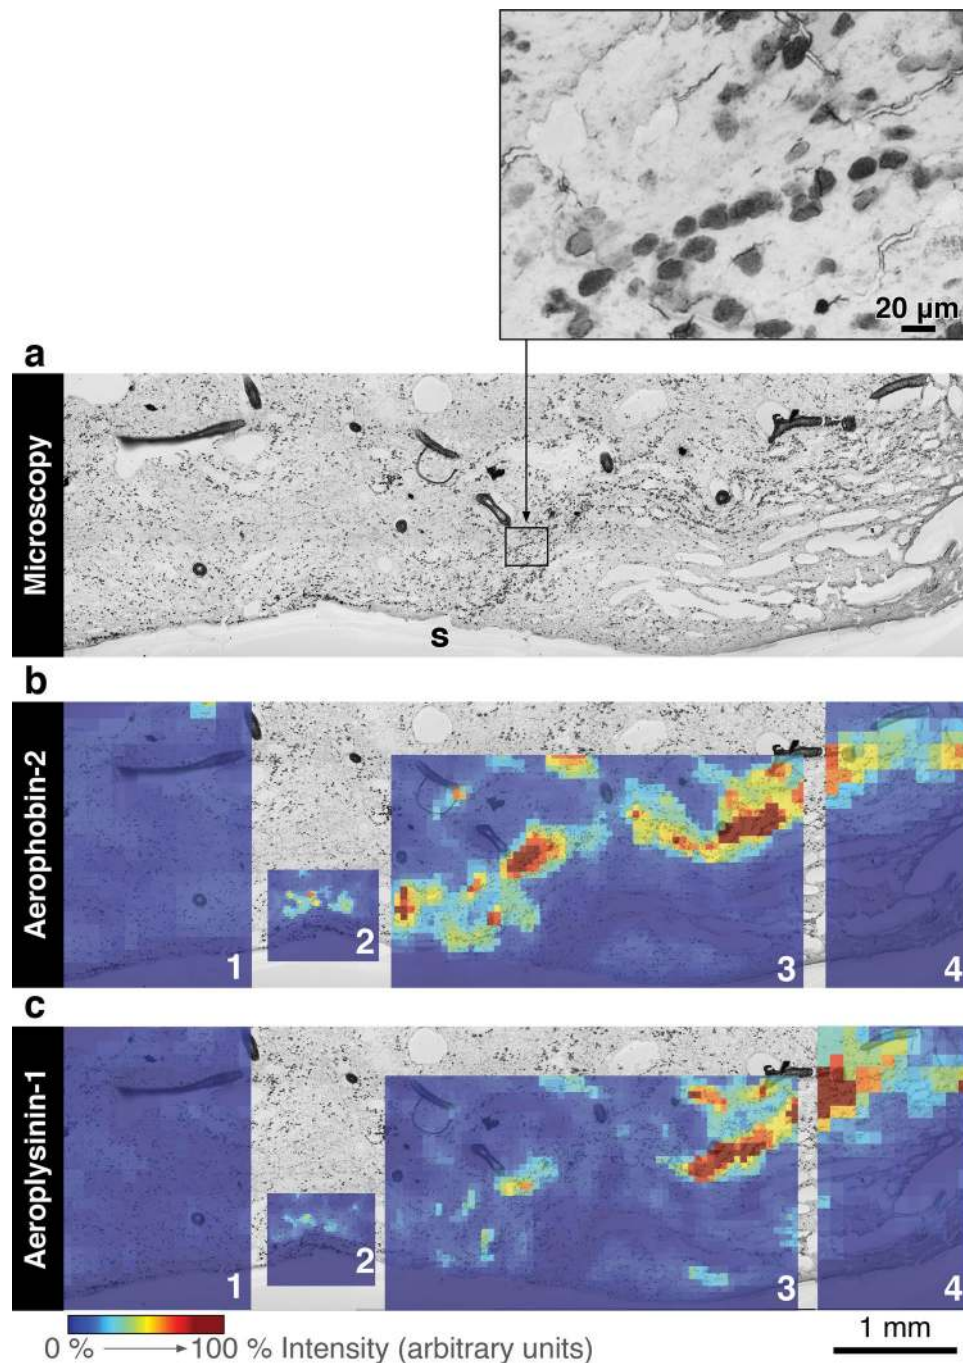 20 µm
a
Microscopy
s
b
Aerophobin-2
1
2
3
4
c
Aeroplysinin-1
1
2
3
4
0 % → 100 % Intensity (arbitrary units)
1 mm